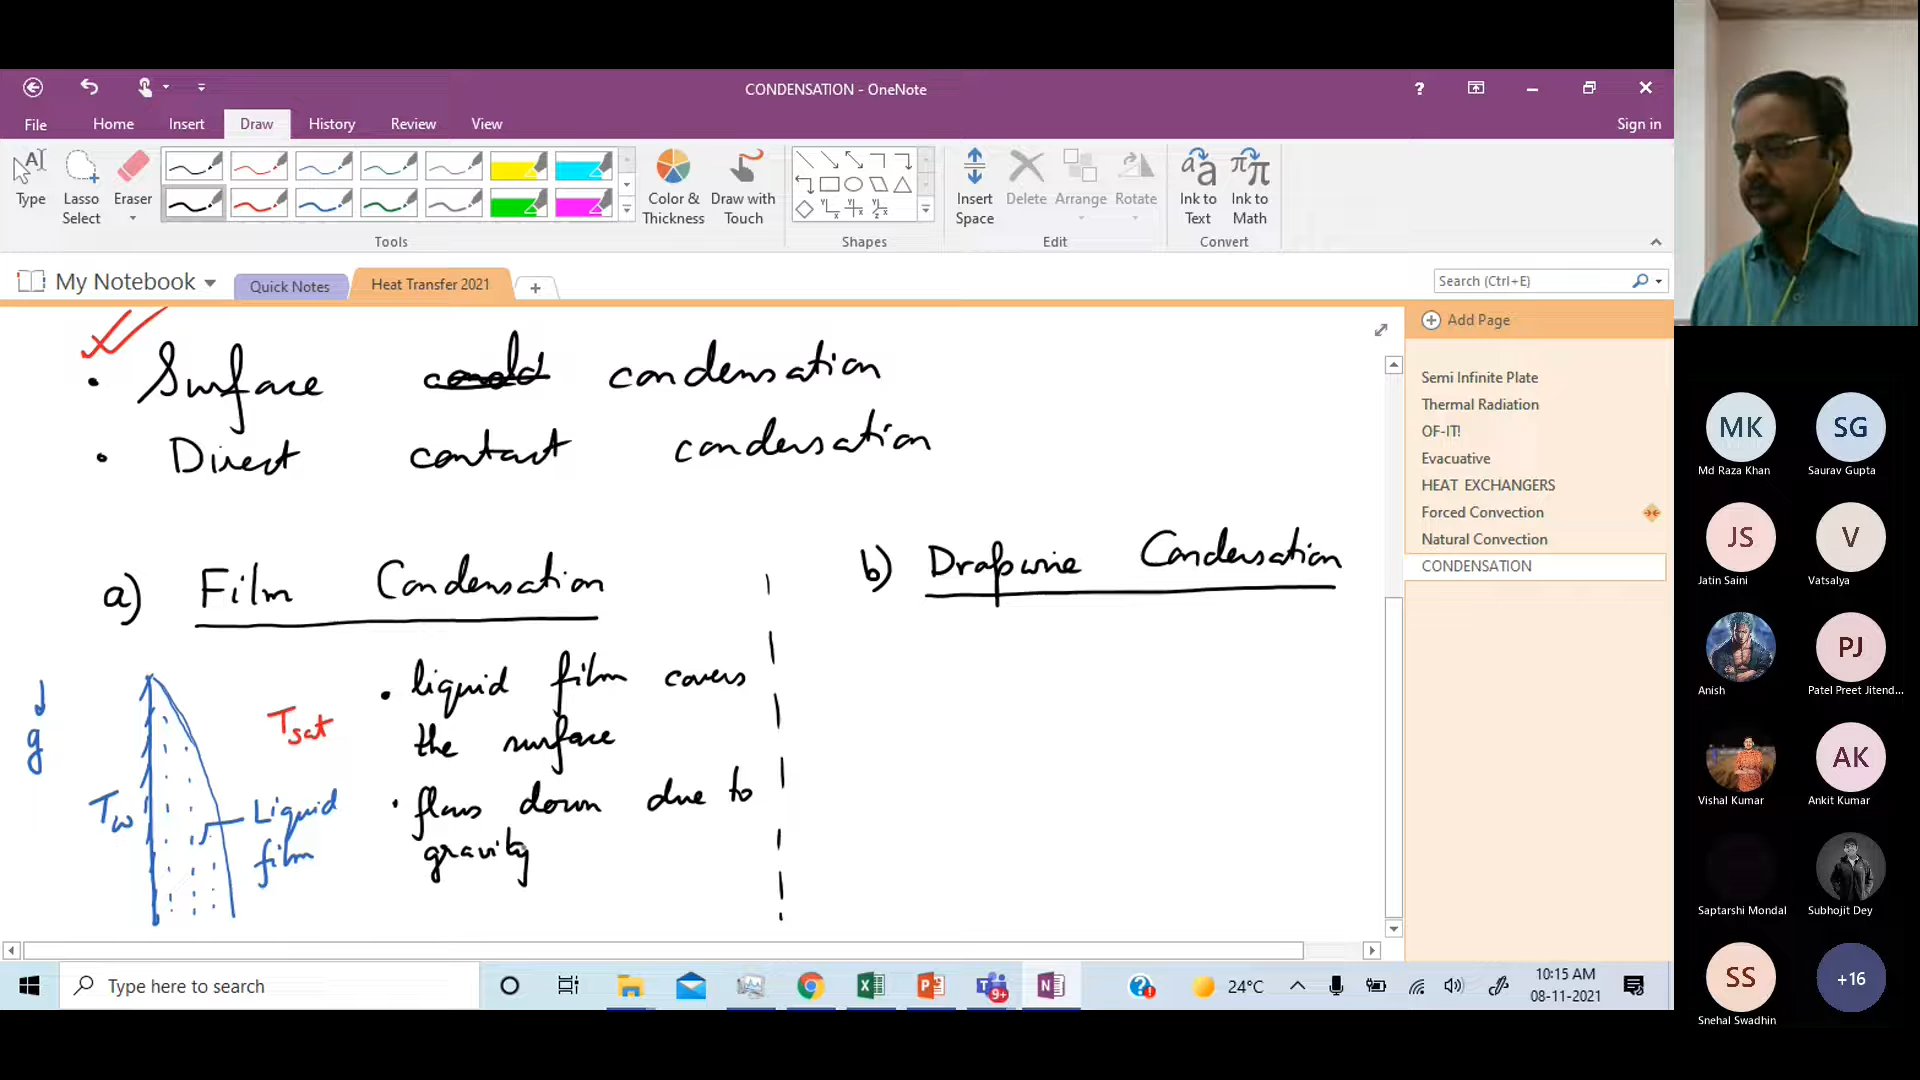 CONDENSATION - OneNote
?
File Home Insert Draw History Review View Sign in
Type
Lasso Select
Eraser
Color & Thickness
Draw with Touch
Insert Space
Delete
Arrange
Rotate
Ink to Text
Ink to Math
Tools Shapes Edit Convert
My Notebook Quick Notes Heat Transfer 2021 + Search (Ctrl+E)
Add Page
Semi Infinite Plate
Thermal Radiation
OF-IT!
Evacuative
HEAT EXCHANGERS
Forced Convection
Natural Convection
CONDENSATION
• Surface condensation
• Direct contact condensation
a) Film Condensation
b) Dropwise Condensation
g
Tw
Tsat
Liquid
film
• liquid film covers
the surface
• flows down due to
gravity
MK
Md Raza Khan
SG
Saurav Gupta
JS
Jatin Saini
V
Vatsalya
Anish
PJ
Patel Preet Jitend...
Vishal Kumar
AK
Ankit Kumar
Saptarshi Mondal
Subhojit Dey
SS
Snehal Swadhin
+16
Type here to search
9+
24°C
10:15 AM
08-11-2021